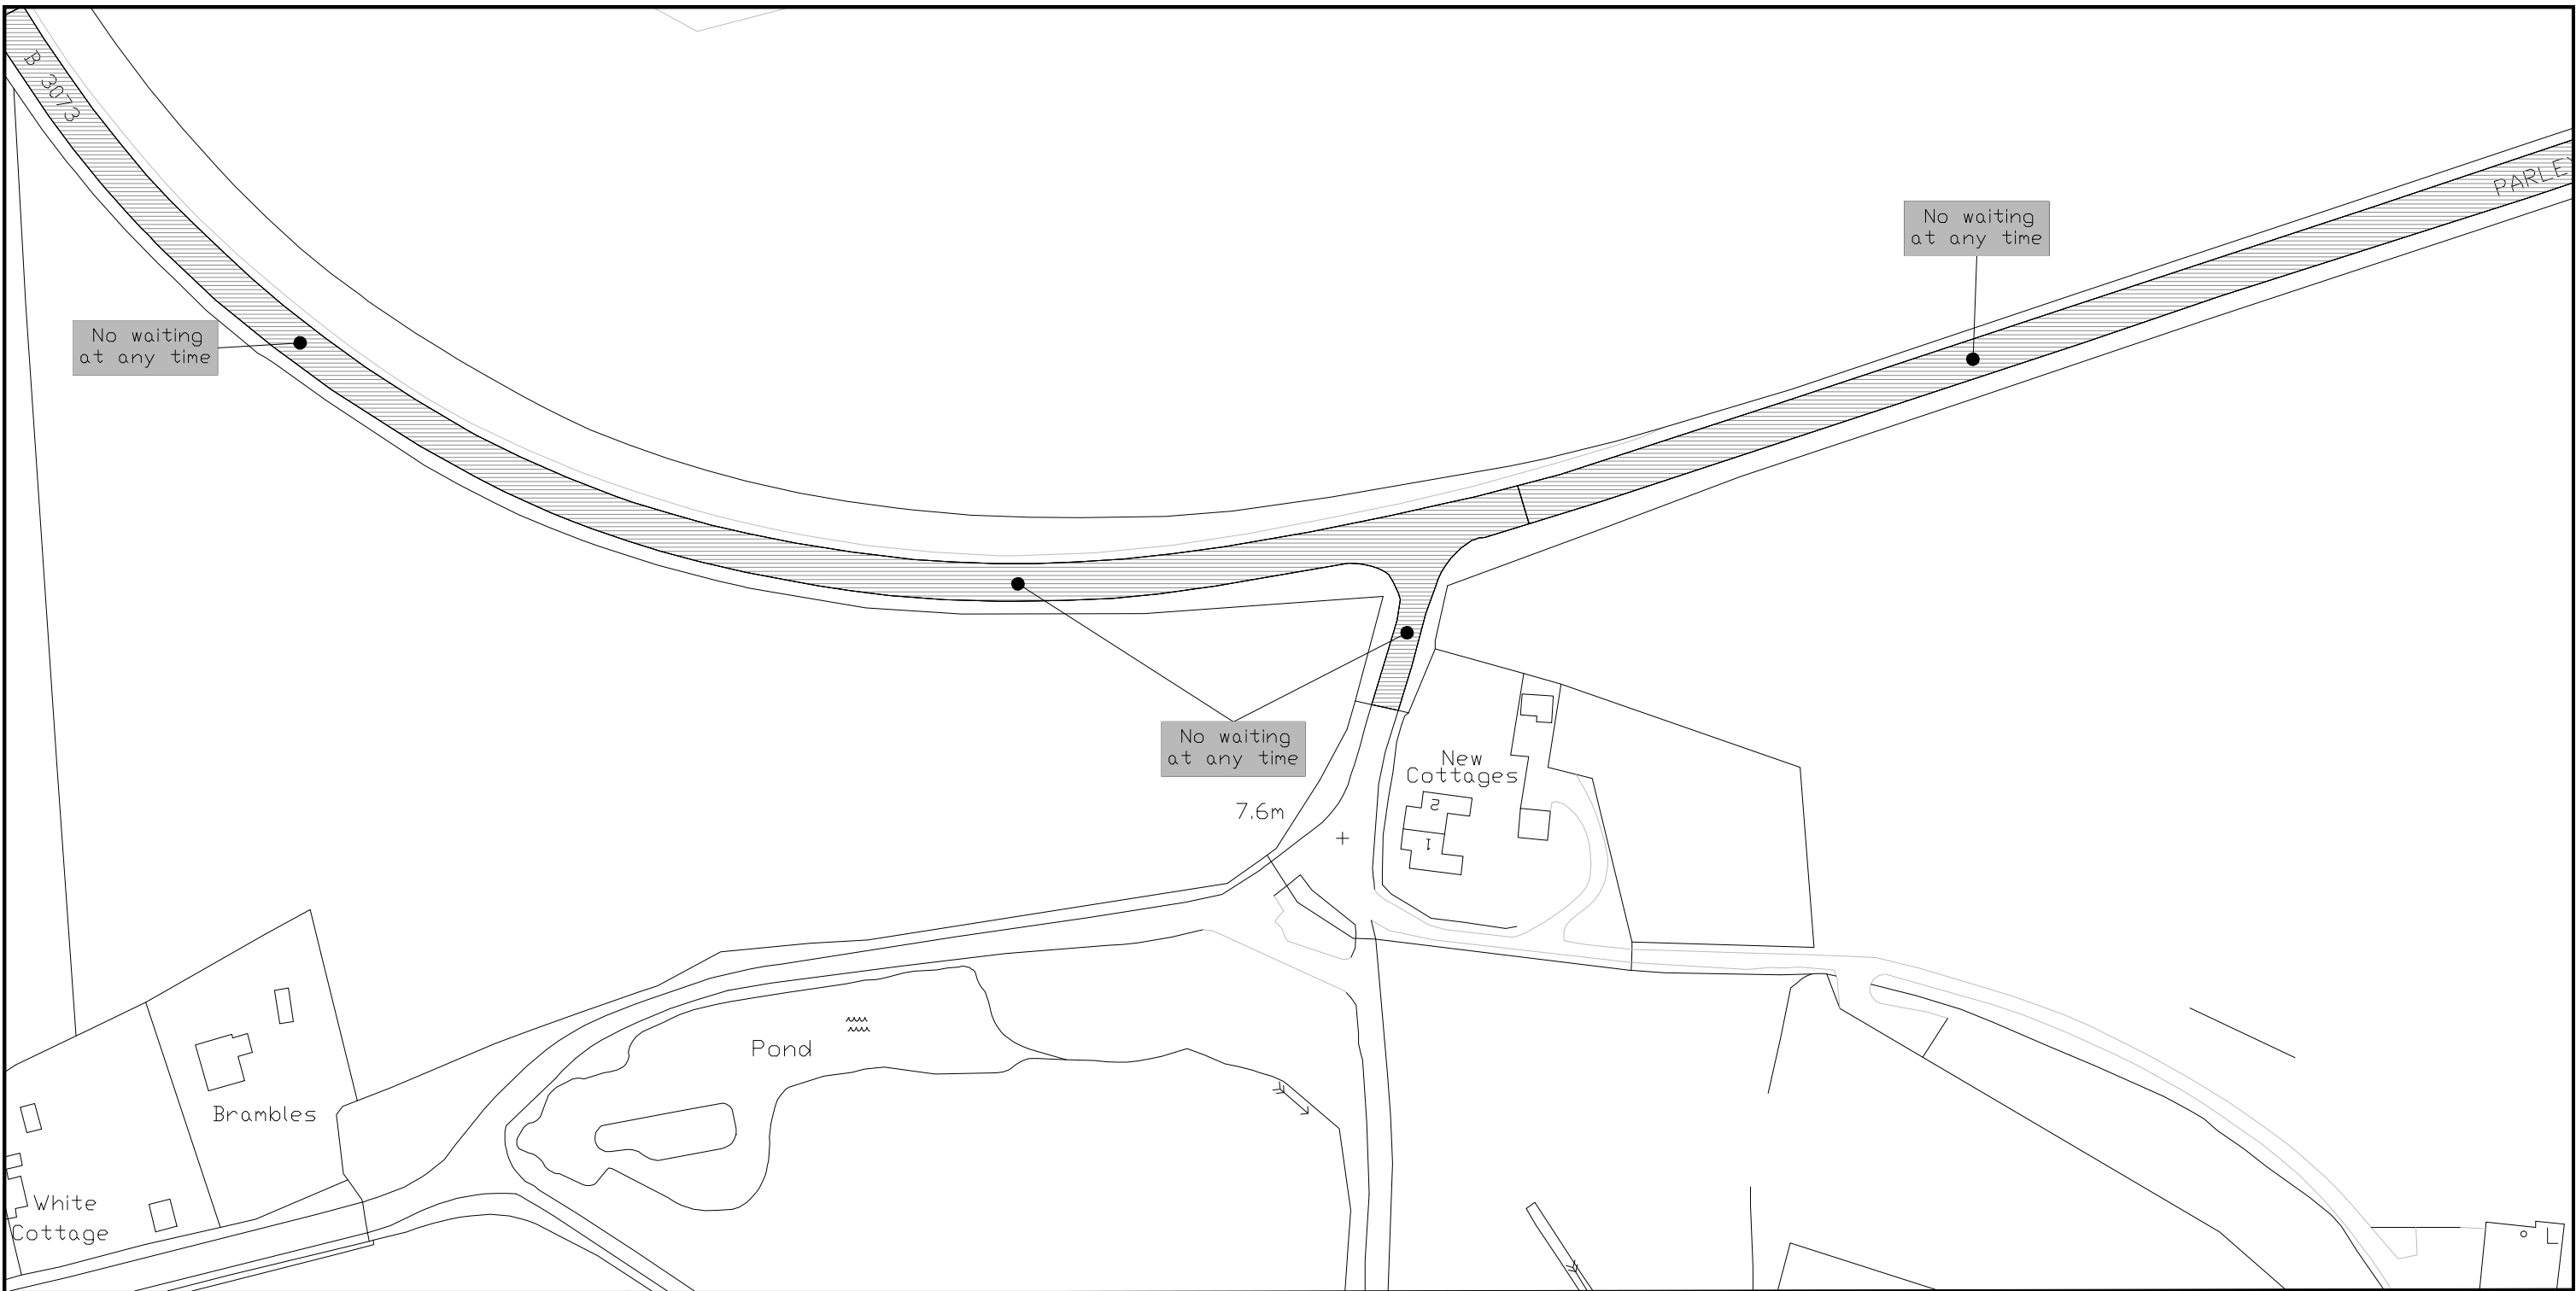 B 3073
PARLEY
No waiting
at any time
No waiting
at any time
No waiting
at any time
New
Cottages
2
1
7.6m
Pond
Brambles
White
Cottage
L